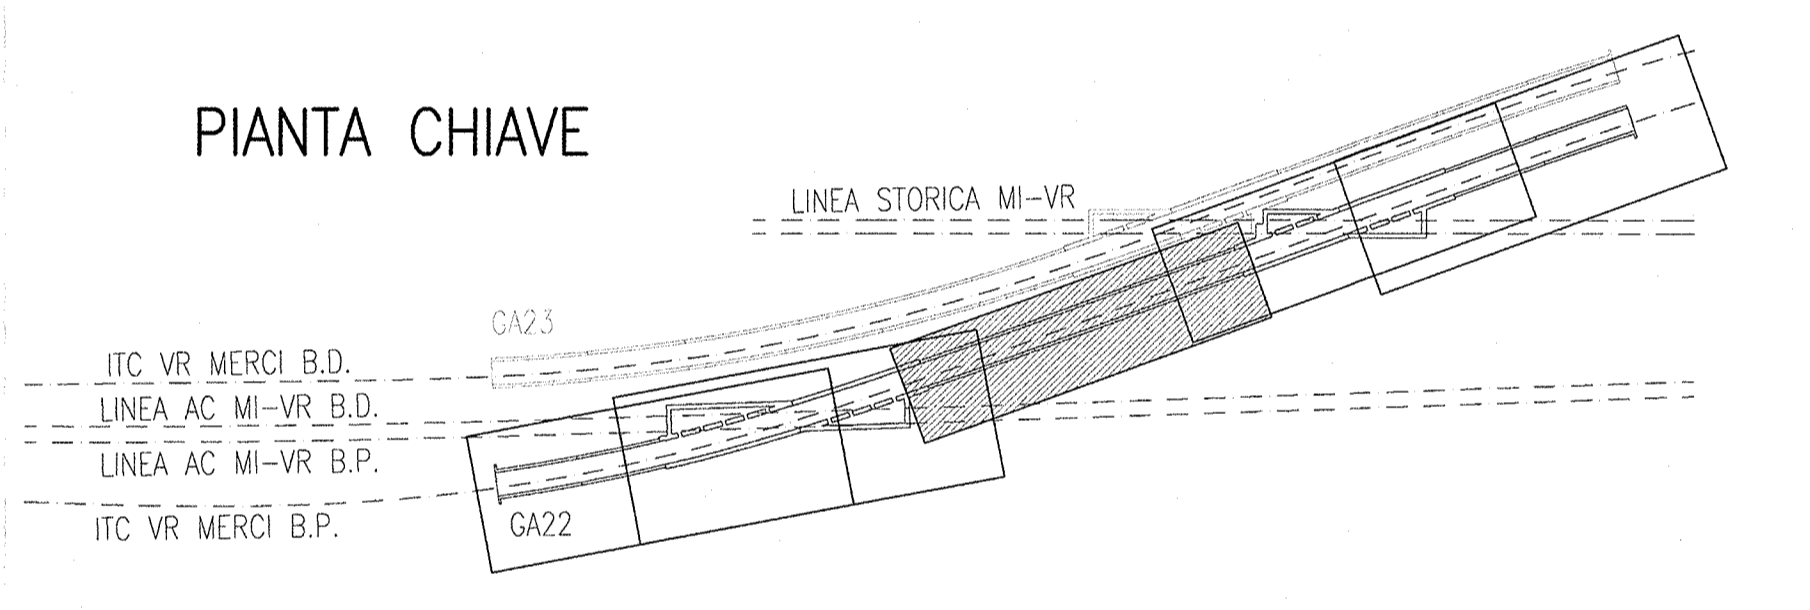 PIANTA CHIAVE
LINEA STORICA MI-VR
GA23
ITC VR MERCI B.D.
LINEA AC MI-VR B.D.
LINEA AC MI-VR B.P.
ITC VR MERCI B.P.
GA22